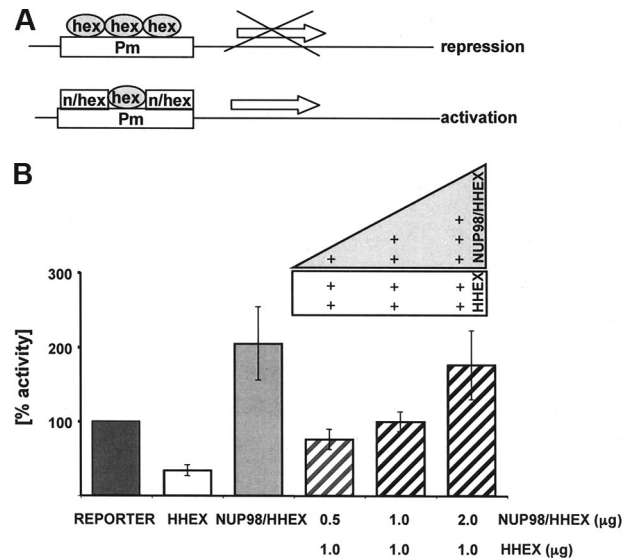 A
hex hex hex
Pm
repression
n/hex hex n/hex
Pm
activation
B
NUP98/HHEX
+
+ +
+ + +
HHEX
+ + +
+ + +
[% activity]
300
200
100
REPORTER HHEX NUP98/HHEX 0.5 1.0 2.0 NUP98/HHEX (µg)
1.0 1.0 1.0 HHEX (µg)